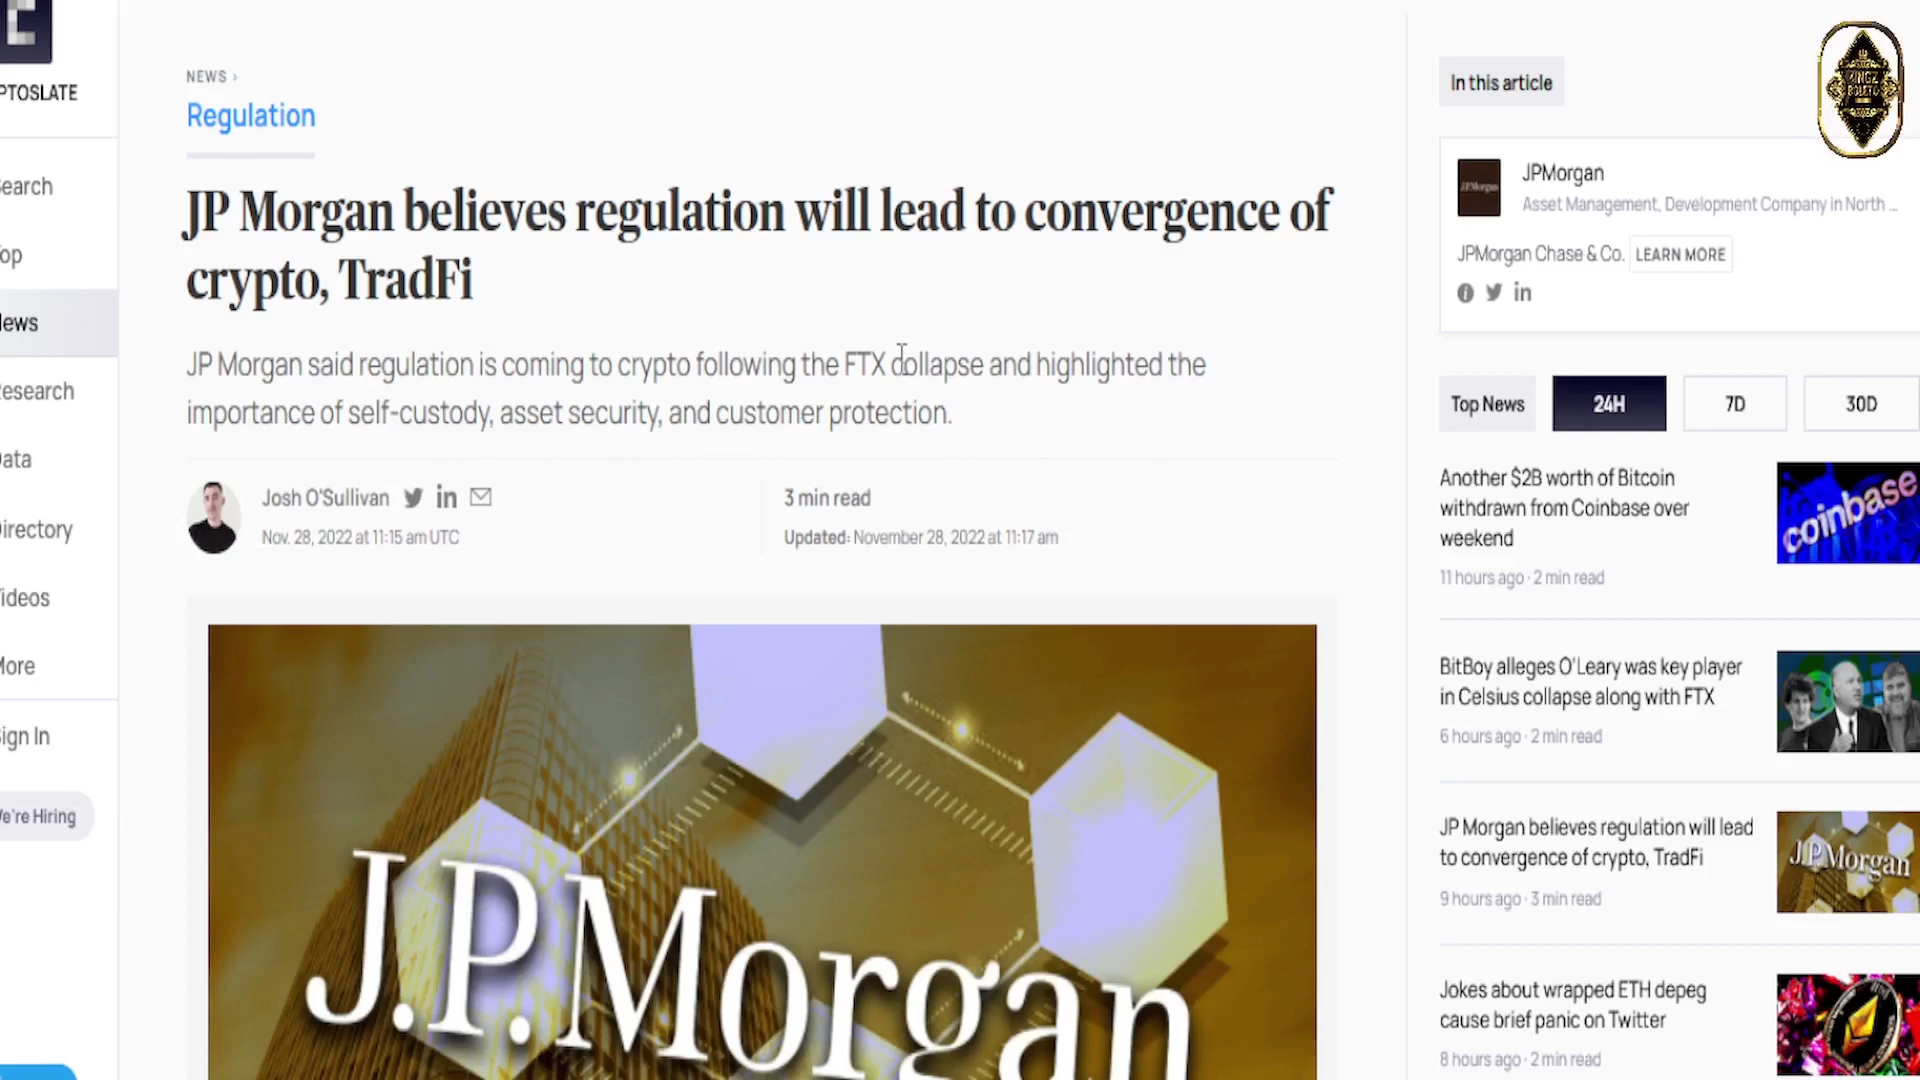 PTOSLATE
earch
op
ews
esearch
ata
irectory
ideos
ore
ign In
e're Hiring
NEWS ›
Regulation
JP Morgan believes regulation will lead to convergence of
crypto, TradFi
JP Morgan said regulation is coming to crypto following the FTX collapse and highlighted the
importance of self-custody, asset security, and customer protection.
Josh O'Sullivan
Nov. 28, 2022 at 11:15 am UTC
3 min read
Updated: November 28, 2022 at 11:17 am
J.P.Morgan
In this article
KINGZ
J.P.Morgan
JPMorgan
Asset Management, Development Company in North ...
JPMorgan Chase & Co. LEARN MORE
in
Top News 24H 7D 30D
Another $2B worth of Bitcoin
withdrawn from Coinbase over
weekend
11 hours ago · 2 min read
coinbase
BitBoy alleges O'Leary was key player
in Celsius collapse along with FTX
6 hours ago · 2 min read
JP Morgan believes regulation will lead
to convergence of crypto, TradFi
9 hours ago · 3 min read
J.P.Morgan
Jokes about wrapped ETH depeg
cause brief panic on Twitter
8 hours ago · 2 min read